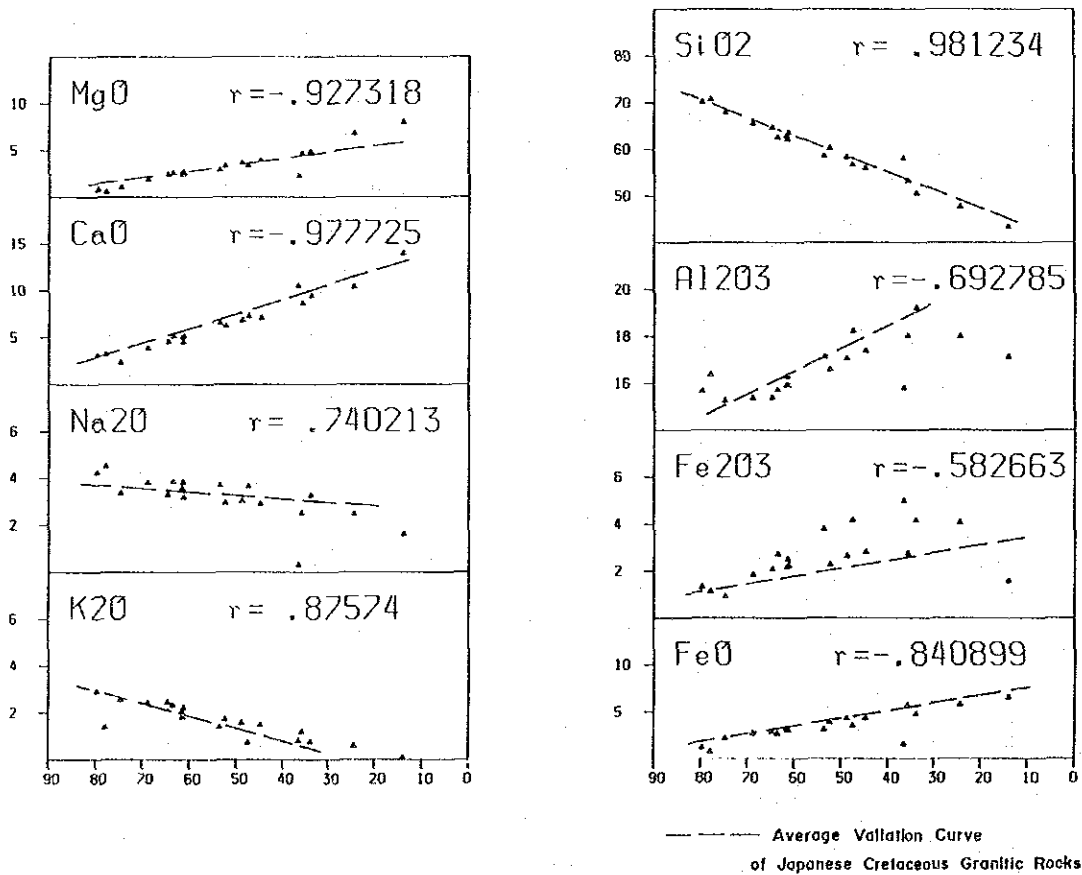 MgO r=-.927318
10
5
CaO r=-.977725
15
10
5
Na2O r= .740213
6
4
2
K2O r= .87574
6
4
2
90 80 70 60 50 40 30 20 10 0
SiO2 r= .981234
80
70
60
50
Al2O3 r=-.692785
20
18
16
Fe2O3 r=-.582663
6
4
2
FeO r=-.840899
10
5
90 80 70 60 50 40 30 20 10 0
Average Valiation Curve
of Japanese Cretaceous Granitic Rocks